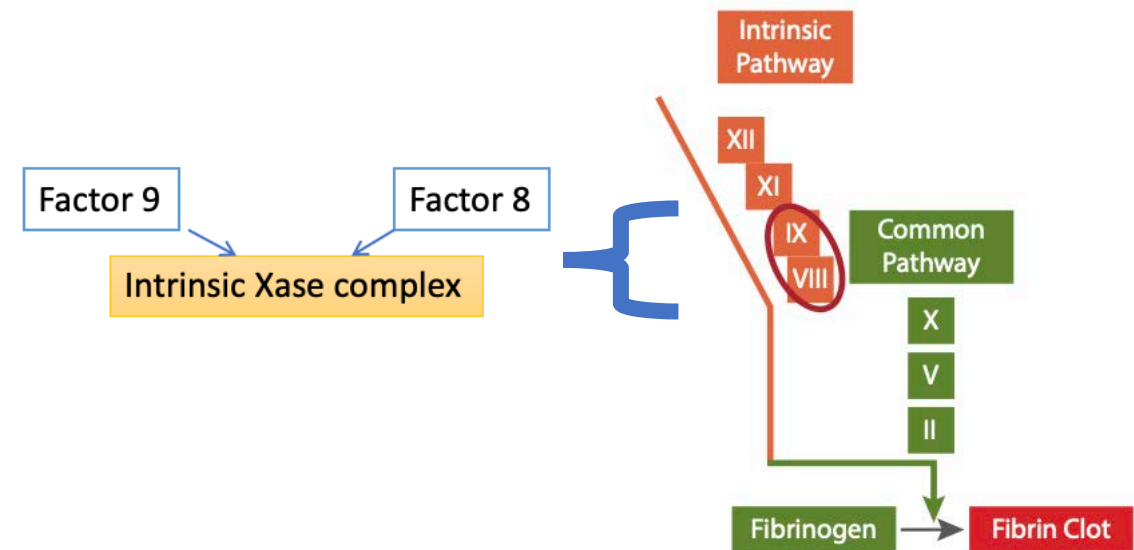 Factor 9
Factor 8
Intrinsic Xase complex
Intrinsic
Pathway
XII
XI
IX
VIII
Common
Pathway
X
V
II
Fibrinogen
Fibrin Clot